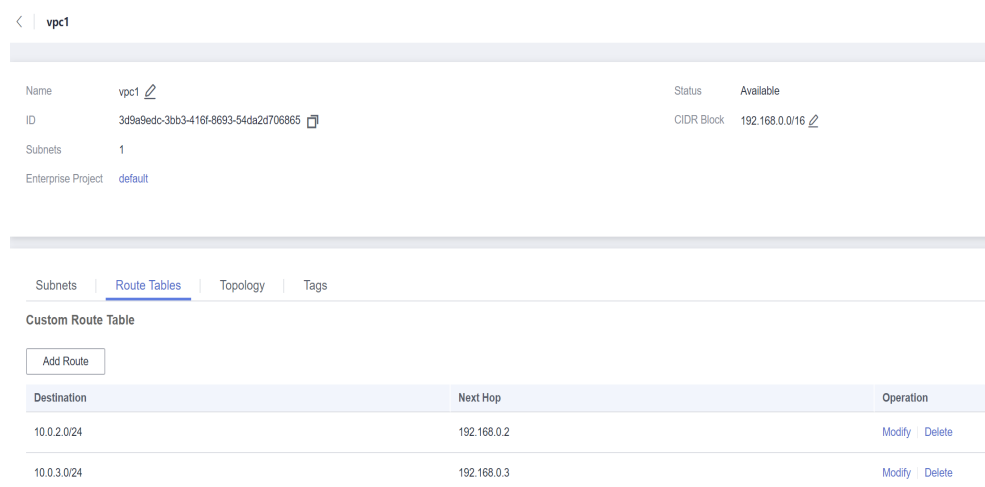 vpc1
Name vpc1 Status Available
ID 3d9a9edc-3bb3-416f-8693-54da2d706865 CIDR Block 192.168.0.0/16
Subnets 1
Enterprise Project default
Subnets Route Tables Topology Tags
Custom Route Table
Add Route
Destination Next Hop Operation
10.0.2.0/24 192.168.0.2 Modify Delete
10.0.3.0/24 192.168.0.3 Modify Delete